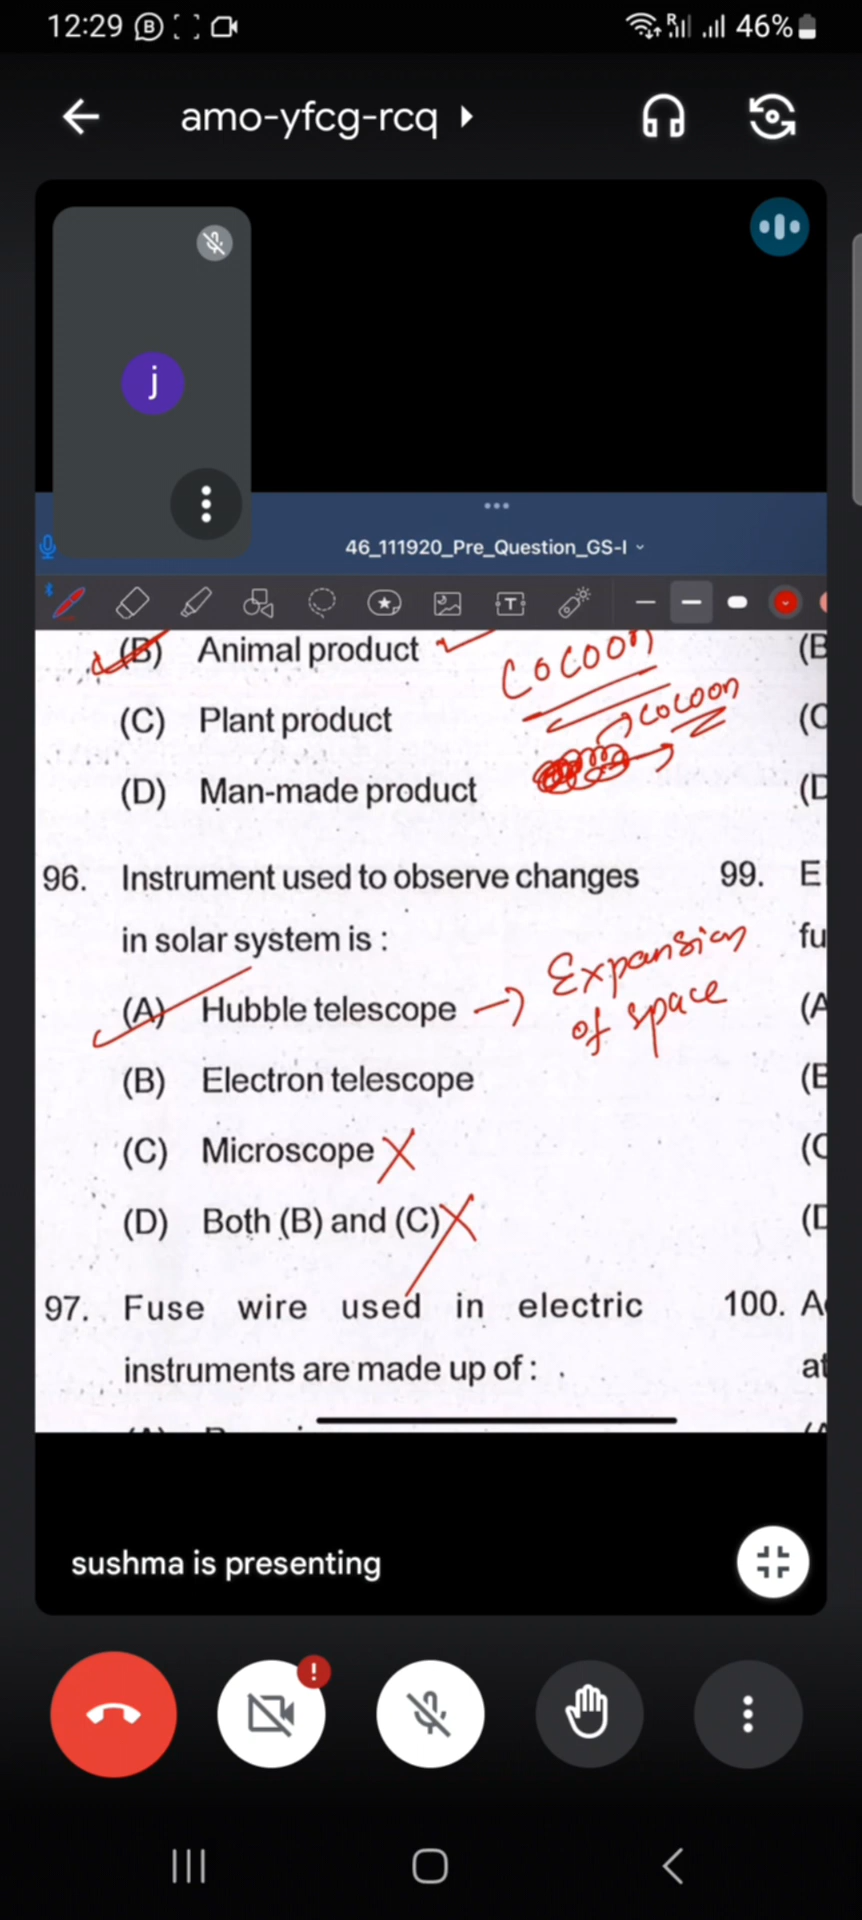 12:29
46%
amo-yfcg-rcq
j
46_111920_Pre_Question_GS-I
T
(B) Animal product
Cocoon
cocoon
(C) Plant product
(D) Man-made product
96. Instrument used to observe changes
in solar system is :
(A) Hubble telescope → Expansion
of space
(B) Electron telescope
(C) Microscope X
(D) Both (B) and (C) X
97. Fuse wire used in electric
instruments are made up of :
(B
(C
(D
99. E
fu
(A
(B
(C
(D
100. A
at
sushma is presenting